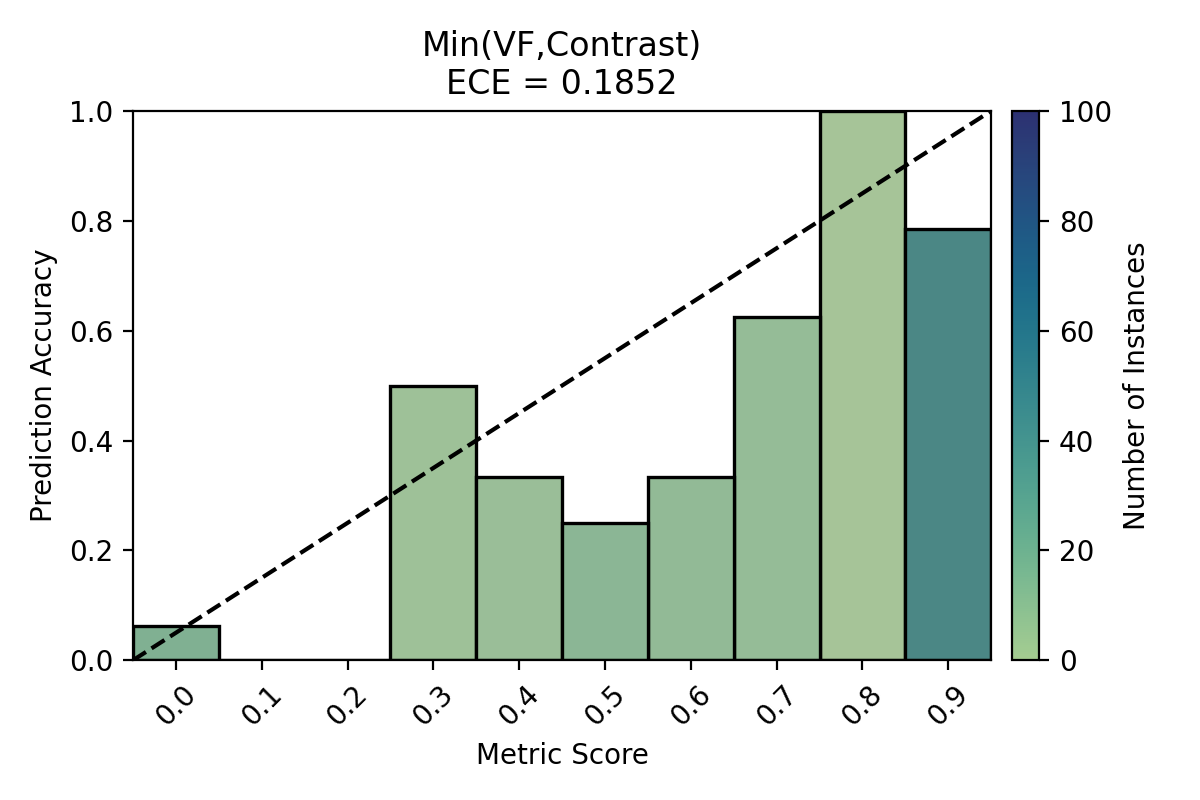 Min(VF,Contrast)
ECE = 0.1852
Prediction Accuracy
1.0
0.8
0.6
0.4
0.2
0.0
0.0 0.1 0.2 0.3 0.4 0.5 0.6 0.7 0.8 0.9
Metric Score
100
80
60
40
20
0
Number of Instances